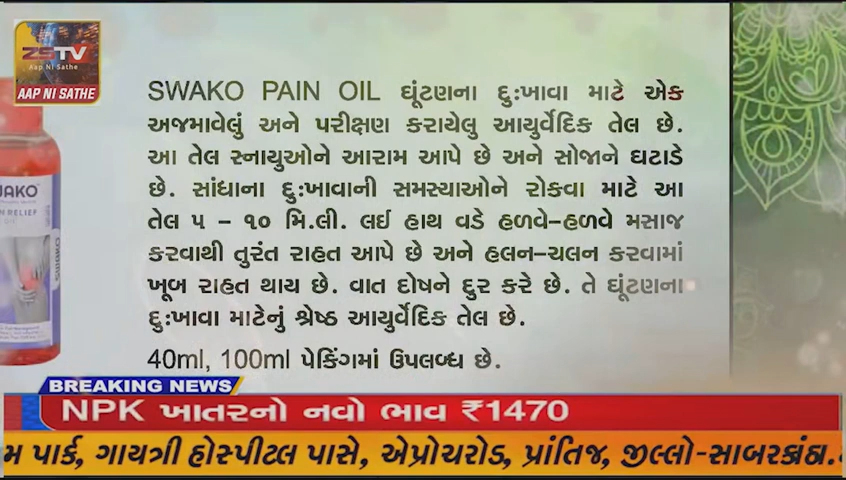 ZSTV
Aap Ni Sathe
AAP NI SATHE
SWAKO PAIN OIL ઘૂંટણના દુઃખાવા માટે એક
અજમાવેલું અને પરીક્ષણ કરાયેલુ આયુર્વેદિક તેલ છે.
આ તેલ સ્નાયુઓને આરામ આપે છે અને સોજાને ઘટાડે
છે. સાંધાના દુઃખાવાની સમસ્યાઓને રોકવા માટે આ
તેલ ૫ – ૧૦ મિ.લી. લઈ હાથ વડે હળવે–હળવે મસાજ
કરવાથી તુરંત રાહત આપે છે અને હલન–ચલન કરવામાં
ખૂબ રાહત થાય છે. વાત દોષને દુર કરે છે. તે ઘૂંટણના
દુઃખાવા માટેનું શ્રેષ્ઠ આયુર્વેદિક તેલ છે.
40ml, 100ml પેકિંગમાં ઉપલબ્ધ છે.
WAKO
RELIEF
OIL
BREAKING NEWS
NPK ખાતરનો નવો ભાવ ₹1470
મ પાર્ક, ગાયત્રી હોસ્પીટલ પાસે, એપ્રોચરોડ, પ્રાંતિજ, જીલ્લો-સાબરકાંઠા.